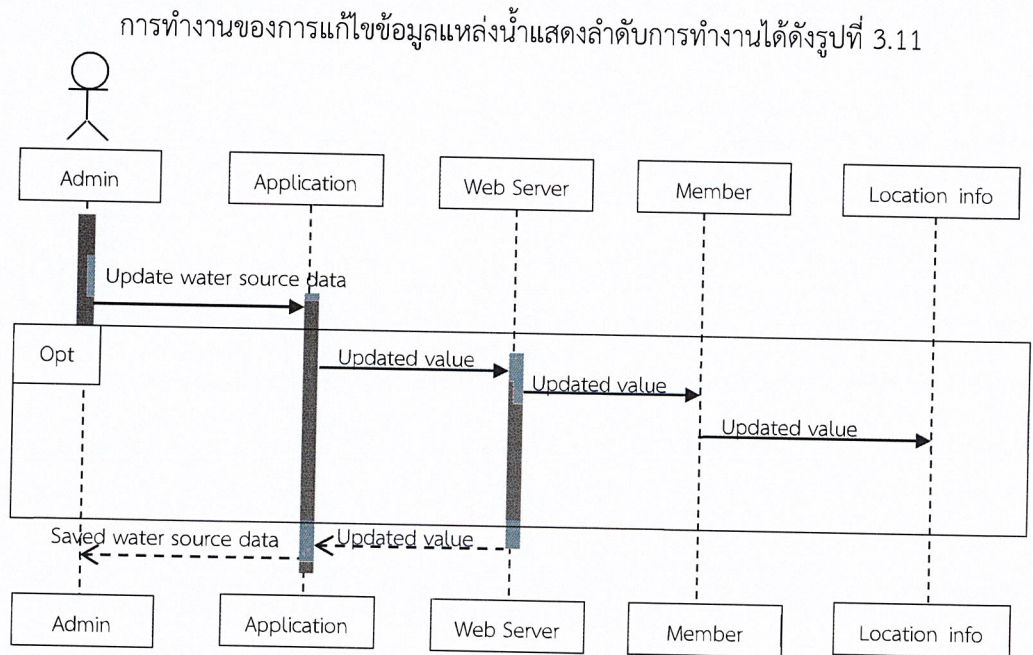 การทำงานของการแก้ไขข้อมูลแหล่งน้ำแสดงลำดับการทำงานได้ดังรูปที่ 3.11
Admin
Application
Web Server
Member
Location info
Update water source data
Opt
Updated value
Updated value
Updated value
Saved water source data
Updated value
Admin
Application
Web Server
Member
Location info